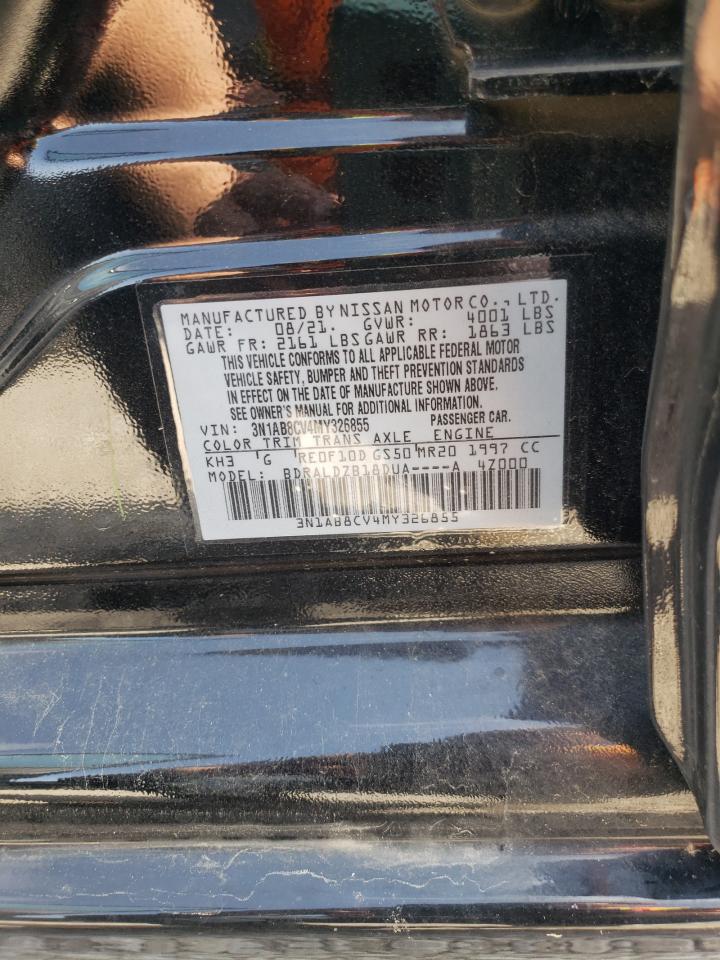 MANUFACTURED BY NISSAN MOTOR CO., LTD.
DATE: 08/21. GVWR: 4001 LBS
GAWR FR: 2161 LBS GAWR RR: 1863 LBS
THIS VEHICLE CONFORMS TO ALL APPLICABLE FEDERAL MOTOR
VEHICLE SAFETY, BUMPER AND THEFT PREVENTION STANDARDS
IN EFFECT ON THE DATE OF MANUFACTURE SHOWN ABOVE.
SEE OWNER'S MANUAL FOR ADDITIONAL INFORMATION.
VIN: 3N1AB8CV4MY326855 PASSENGER CAR.
COLOR TRIM TRANS AXLE ENGINE
KH3 'G 'RE0F10D GS50'MR20 1997 CC
MODEL: BDRALDZB18DUA----A 4Z000
3N1AB8CV4MY326855